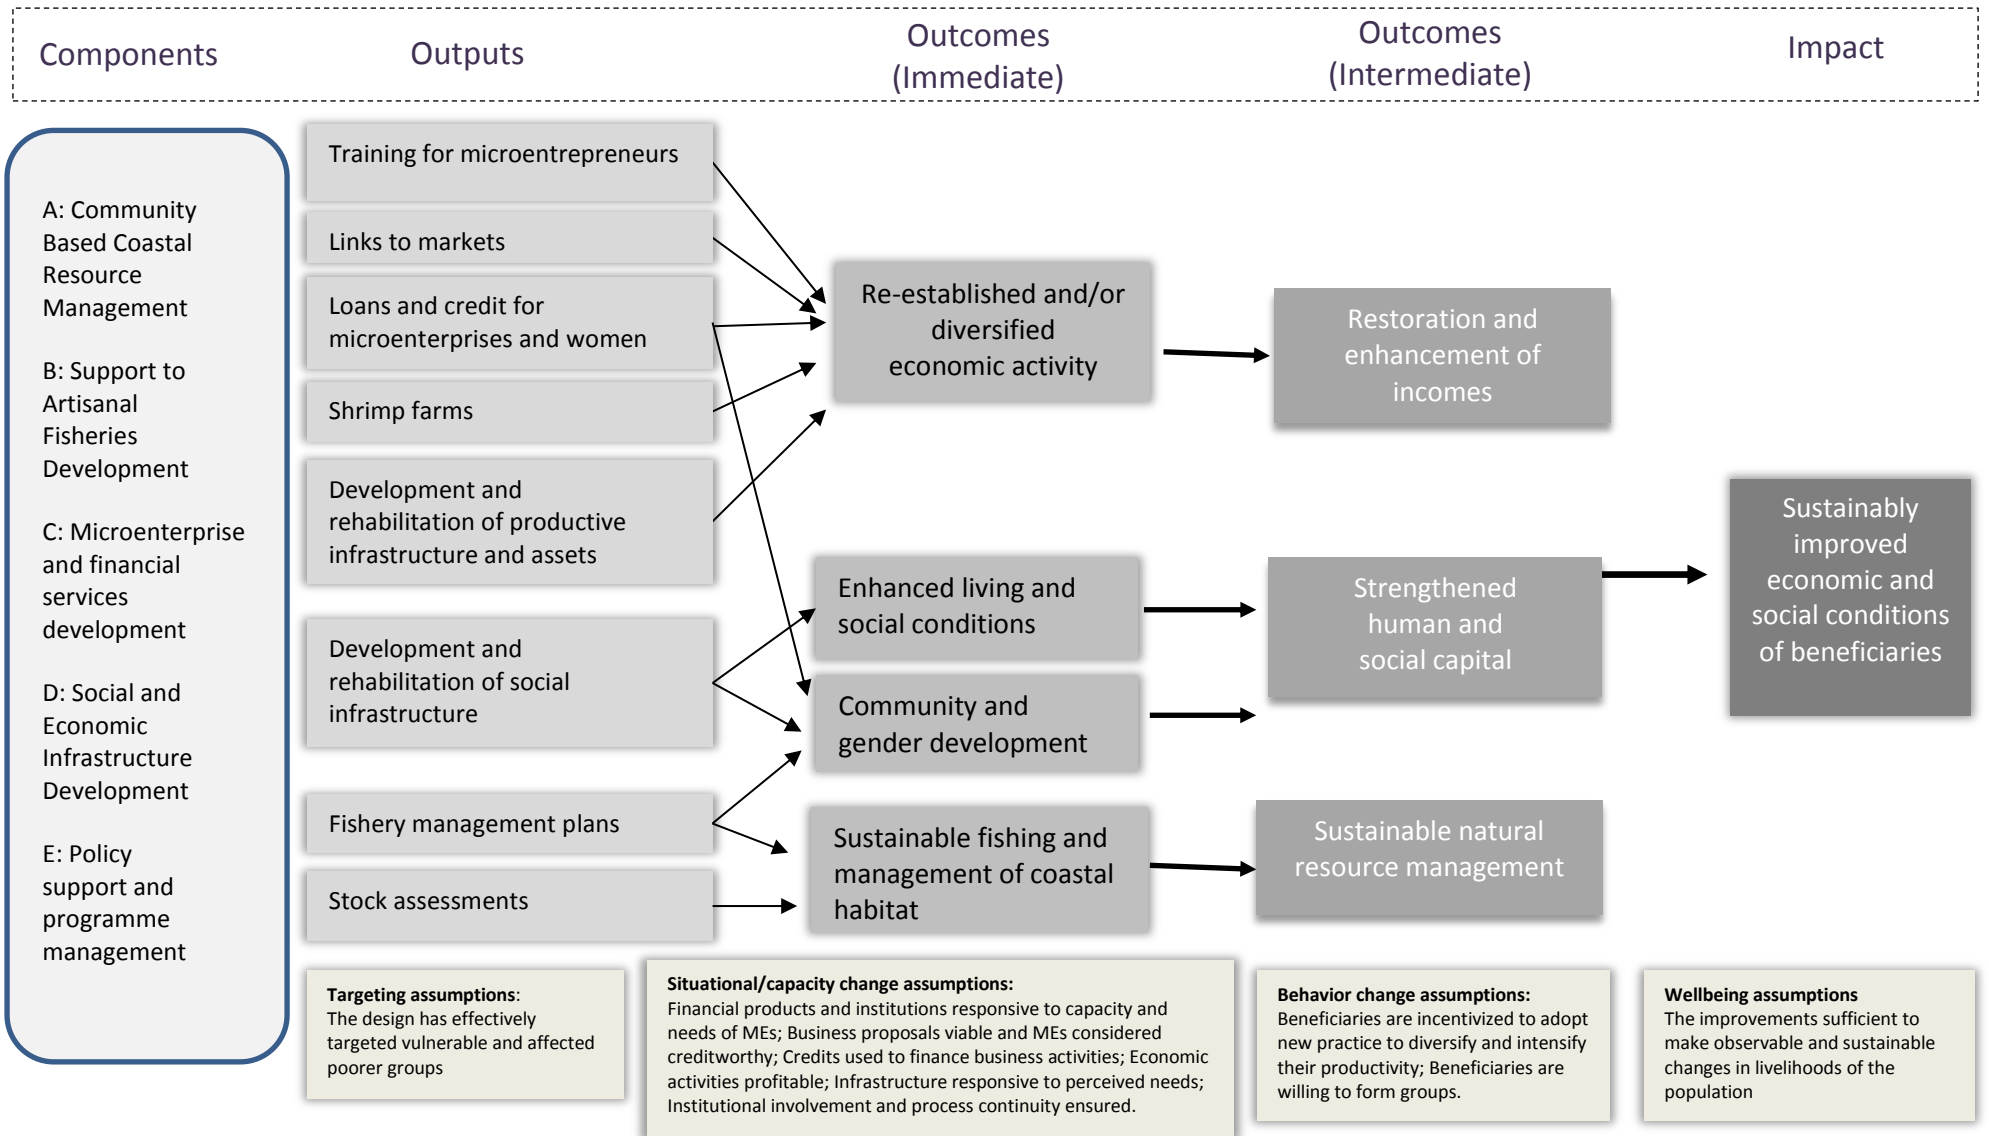 Components
Outputs
Outcomes
(Immediate)
Outcomes
(Intermediate)
Impact
A: Community
Based Coastal
Resource
Management
B: Support to
Artisanal
Fisheries
Development
C: Microenterprise
and financial
services
development
D: Social and
Economic
Infrastructure
Development
E: Policy
support and
programme
management
Training for microentrepreneurs
Links to markets
Loans and credit for
microenterprises and women
Shrimp farms
Development and
rehabilitation of productive
infrastructure and assets
Development and
rehabilitation of social
infrastructure
Fishery management plans
Stock assessments
Re-established and/or
diversified
economic activity
Enhanced living and
social conditions
Community and
gender development
Sustainable fishing and
management of coastal
habitat
Restoration and
enhancement of
incomes
Strengthened
human and
social capital
Sustainable natural
resource management
Sustainably
improved
economic and
social conditions
of beneficiaries
Targeting assumptions:
The design has effectively
targeted vulnerable and affected
poorer groups
Situational/capacity change assumptions:
Financial products and institutions responsive to capacity and
needs of MEs; Business proposals viable and MEs considered
creditworthy; Credits used to finance business activities; Economic
activities profitable; Infrastructure responsive to perceived needs;
Institutional involvement and process continuity ensured.
Behavior change assumptions:
Beneficiaries are incentivized to adopt
new practice to diversify and intensify
their productivity; Beneficiaries are
willing to form groups.
Wellbeing assumptions
The improvements sufficient to
make observable and sustainable
changes in livelihoods of the
population